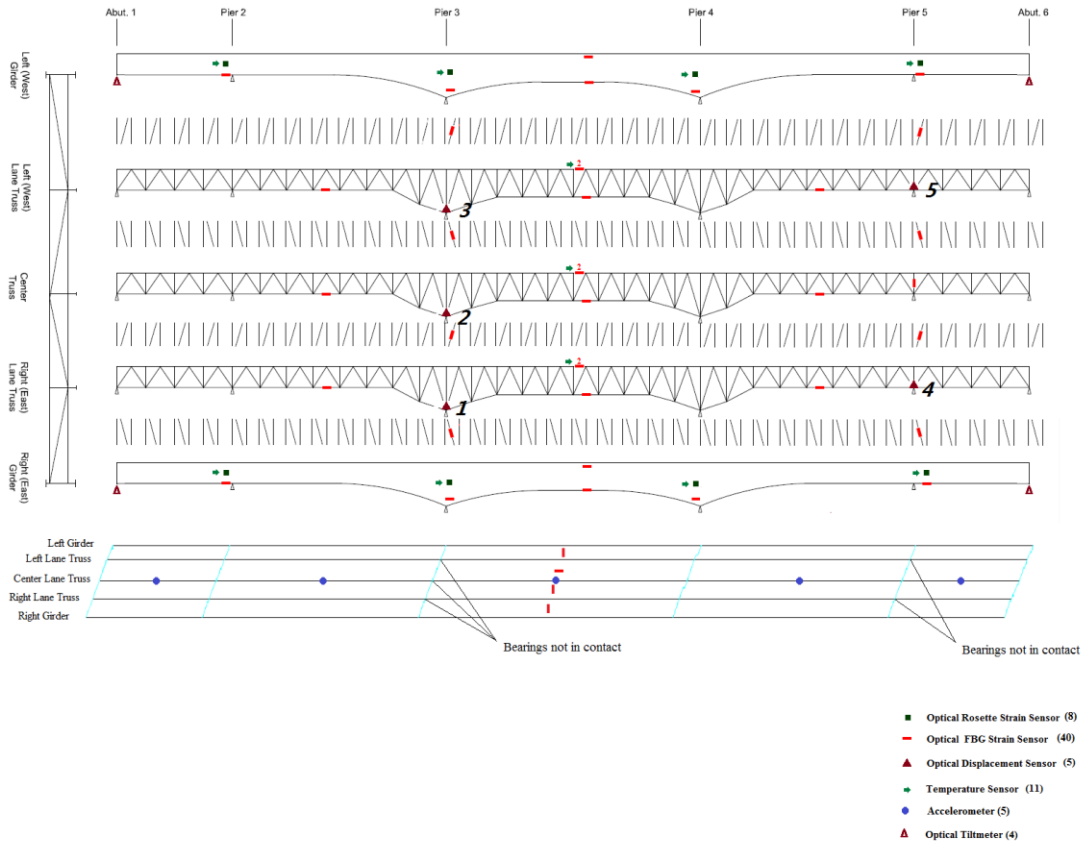 Abut. 1
Pier 2
Pier 3
Pier 4
Pier 5
Abut. 6
Left (West)
Girder
Left (West)
Lane Truss
2
3
5
Center
Truss
2
2
Right (East)
Lane Truss
2
1
4
Right (East)
Girder
Left Girder
Left Lane Truss
Center Lane Truss
Right Lane Truss
Right Girder
Bearings not in contact
Bearings not in contact
Optical Rosette Strain Sensor (8)
Optical FBG Strain Sensor (40)
Optical Displacement Sensor (5)
Temperature Sensor (11)
Accelerometer (5)
Optical Tiltmeter (4)